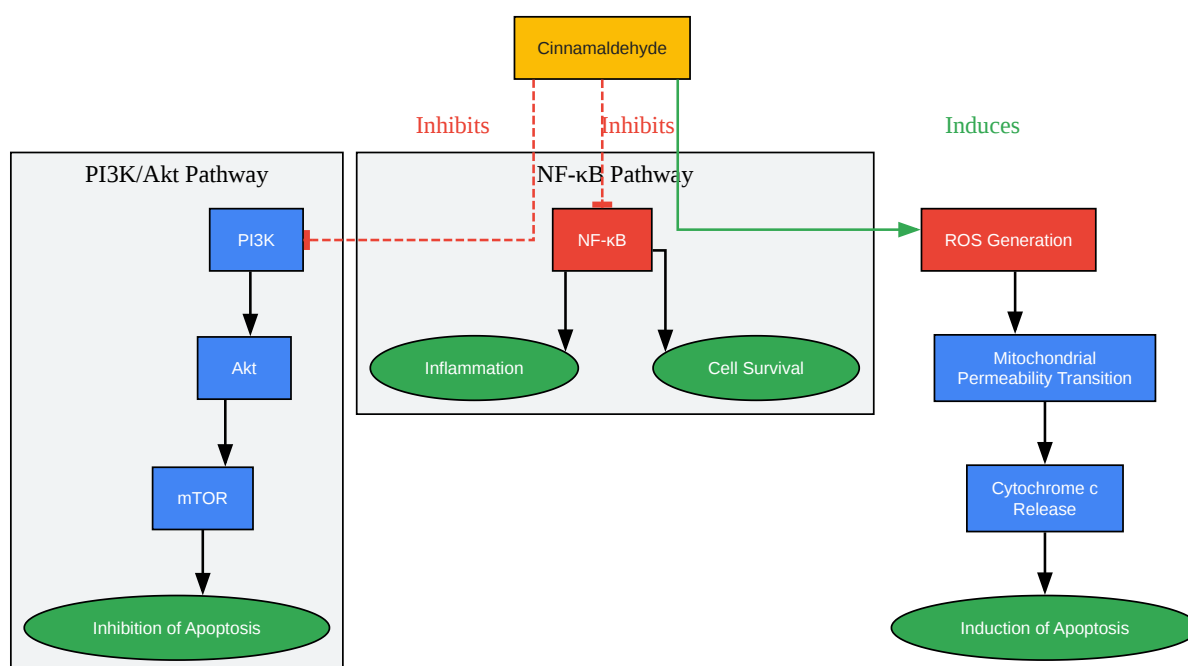 Cinnamaldehyde
Inhibits
Inhibits
Induces
PI3K/Akt Pathway
NF-κB Pathway
PI3K
NF-κB
ROS Generation
Akt
Inflammation
Cell Survival
Mitochondrial
Permeability Transition
mTOR
Cytochrome c
Release
Inhibition of Apoptosis
Induction of Apoptosis